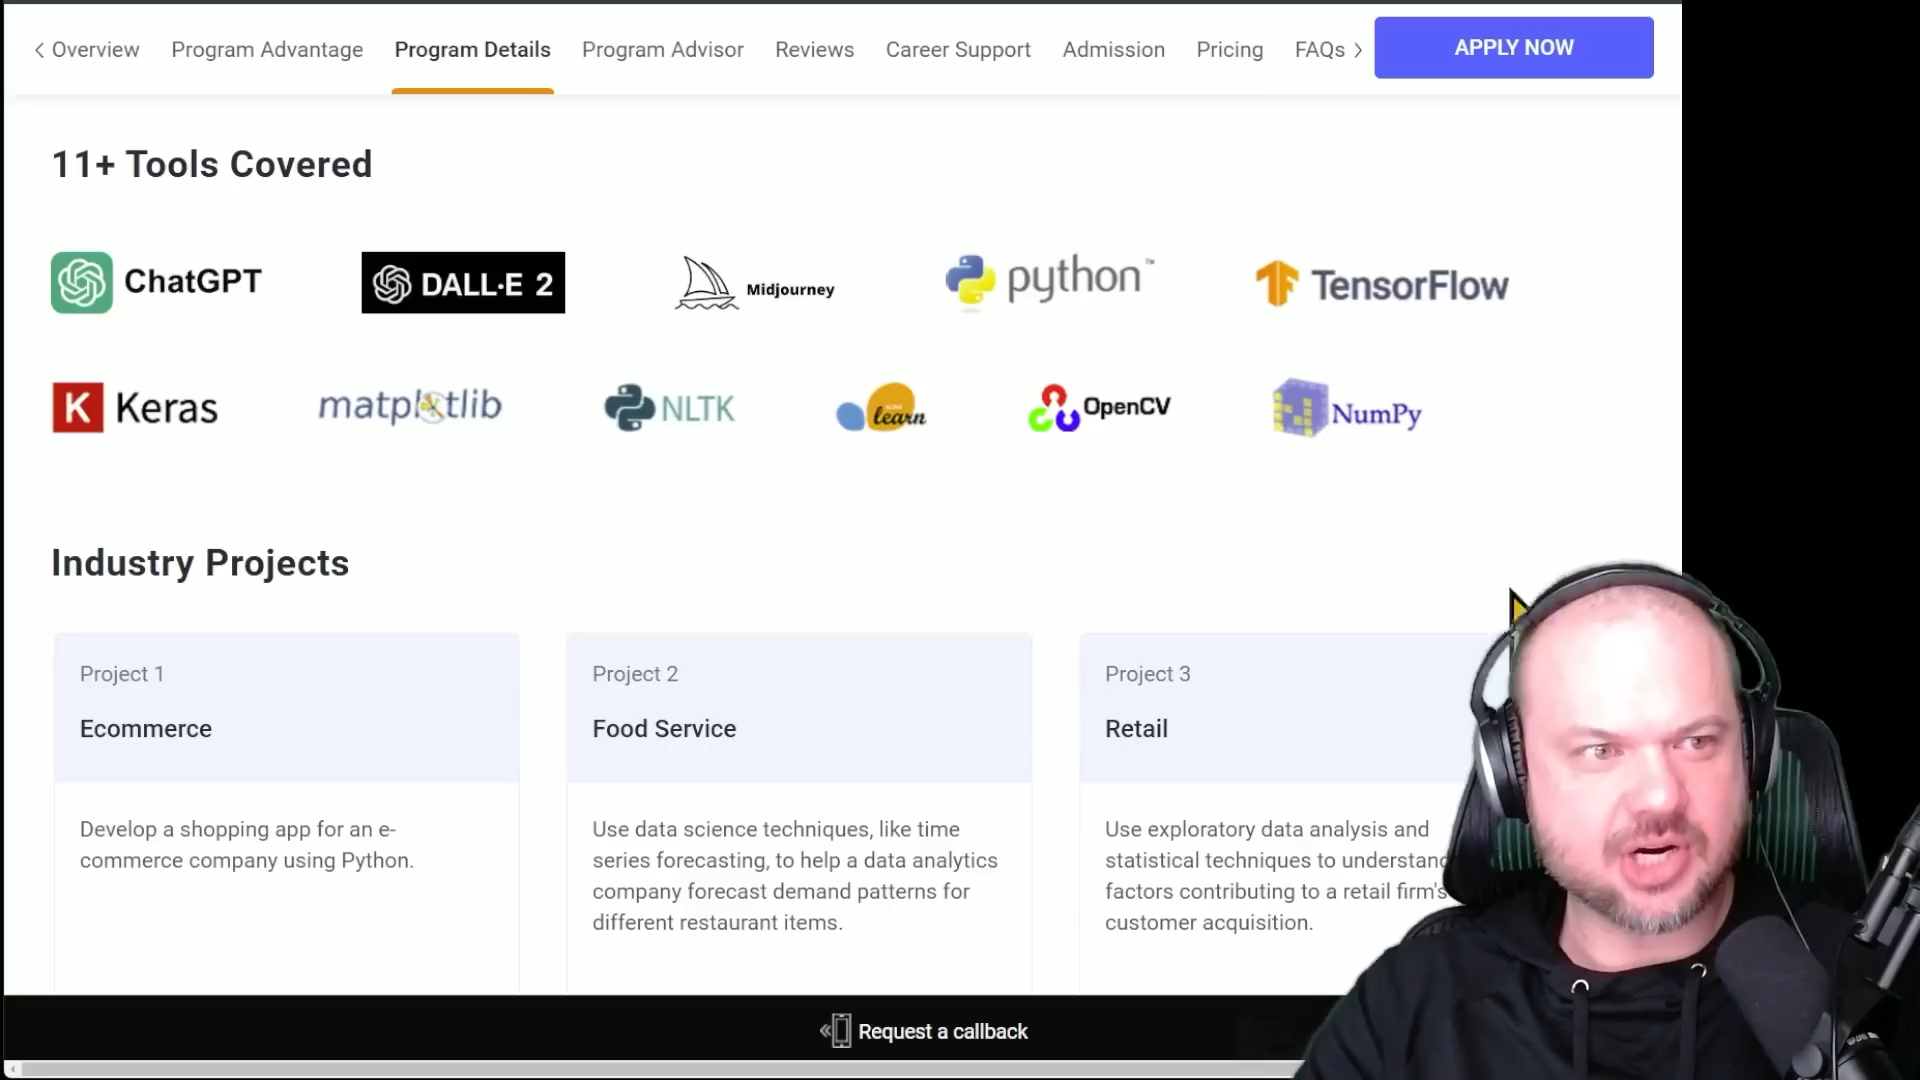 Overview Program Advantage Program Details Program Advisor Reviews Career Support Admission Pricing FAQs APPLY NOW
11+ Tools Covered
ChatGPT DALL·E 2 Midjourney python™ TensorFlow
K Keras matplotlib NLTK learn OpenCV NumPy
Industry Projects
Project 1
Ecommerce
Develop a shopping app for an e-
commerce company using Python.
Project 2
Food Service
Use data science techniques, like time
series forecasting, to help a data analytics
company forecast demand patterns for
different restaurant items.
Project 3
Retail
Use exploratory data analysis and
statistical techniques to understand
factors contributing to a retail firm's
customer acquisition.
Request a callback